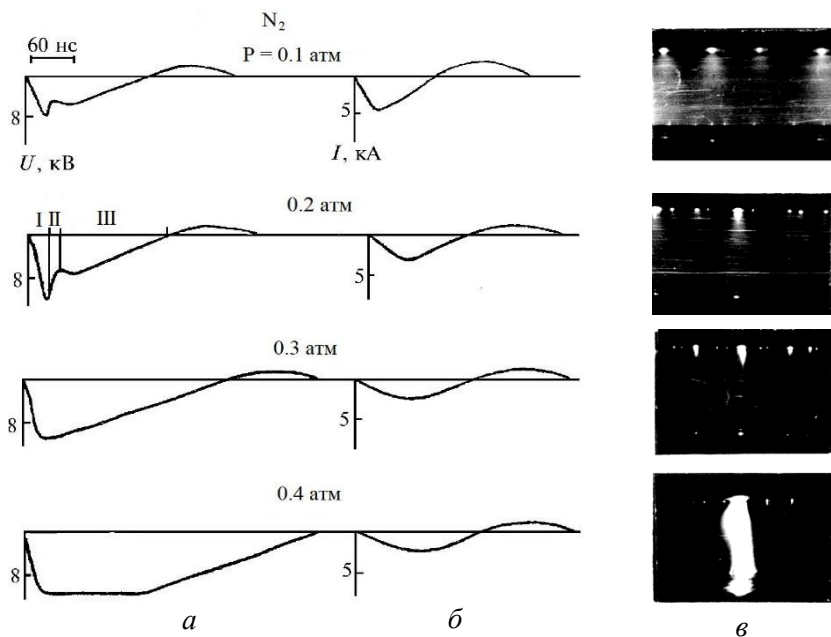 N₂
60 нс
P = 0.1 атм
8
5
U, кВ
I, кА
0.2 атм
I II III
8
5
0.3 атм
8
5
0.4 атм
8
5
а б в